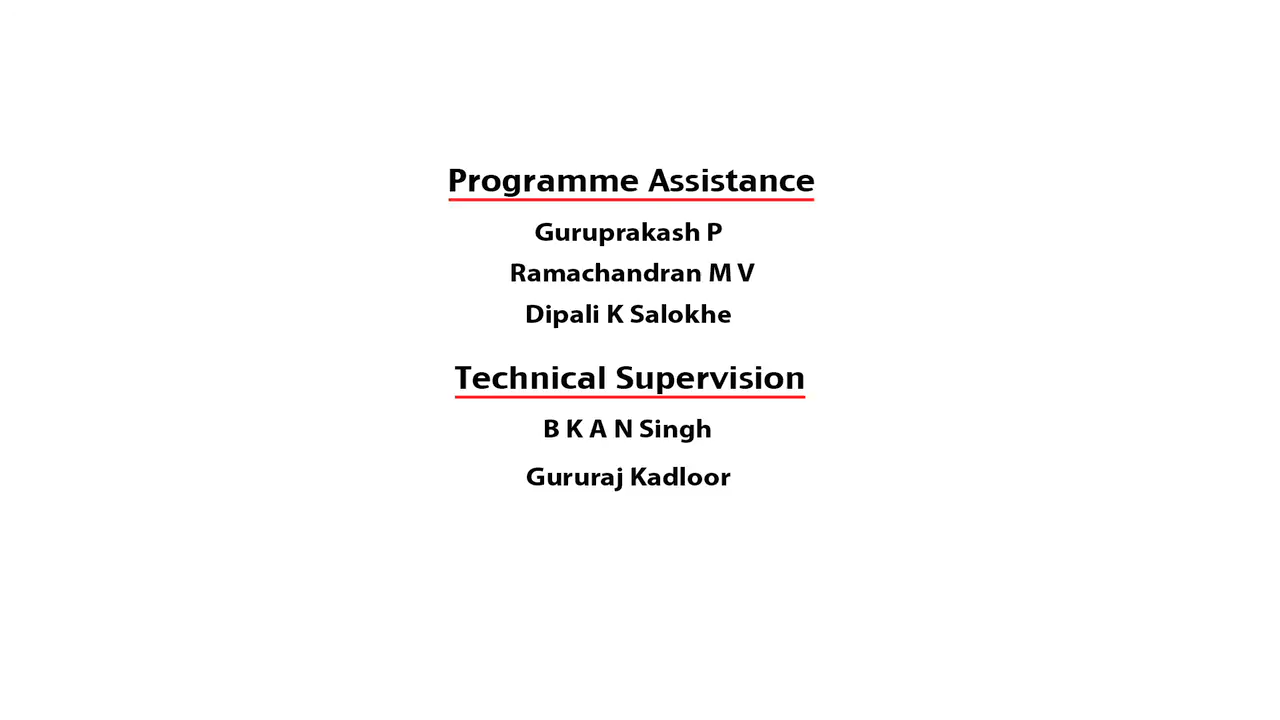 Programme Assistance
Guruprakash P
Ramachandran M V
Dipali K Salokhe
Technical Supervision
B K A N Singh
Gururaj Kadloor